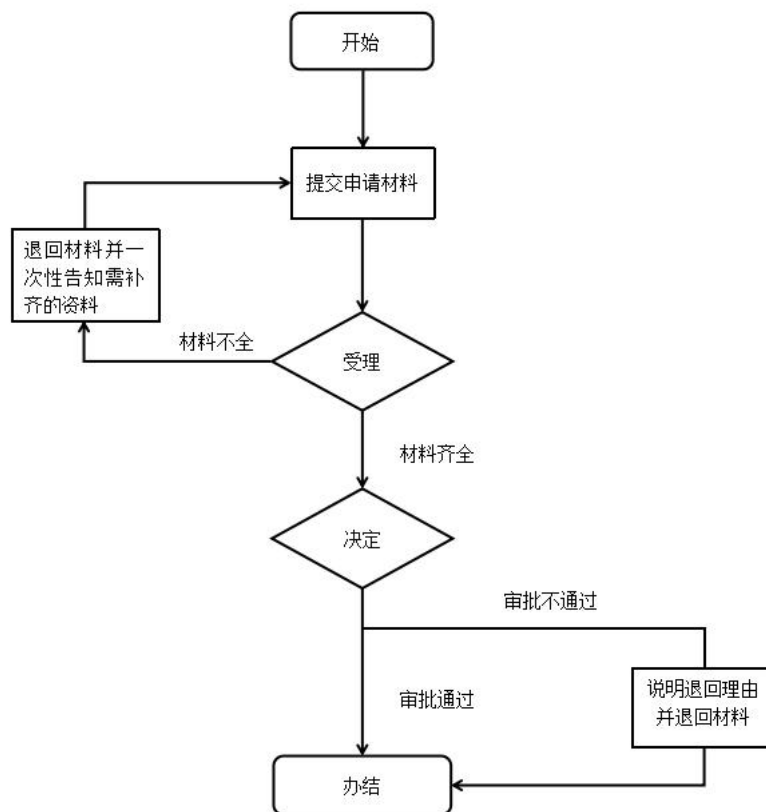 开始
提交申请材料
退回材料并一
次性告知需补
齐的资料
材料不全
受理
材料齐全
决定
审批不通过
审批通过
说明退回理由
并退回材料
办结